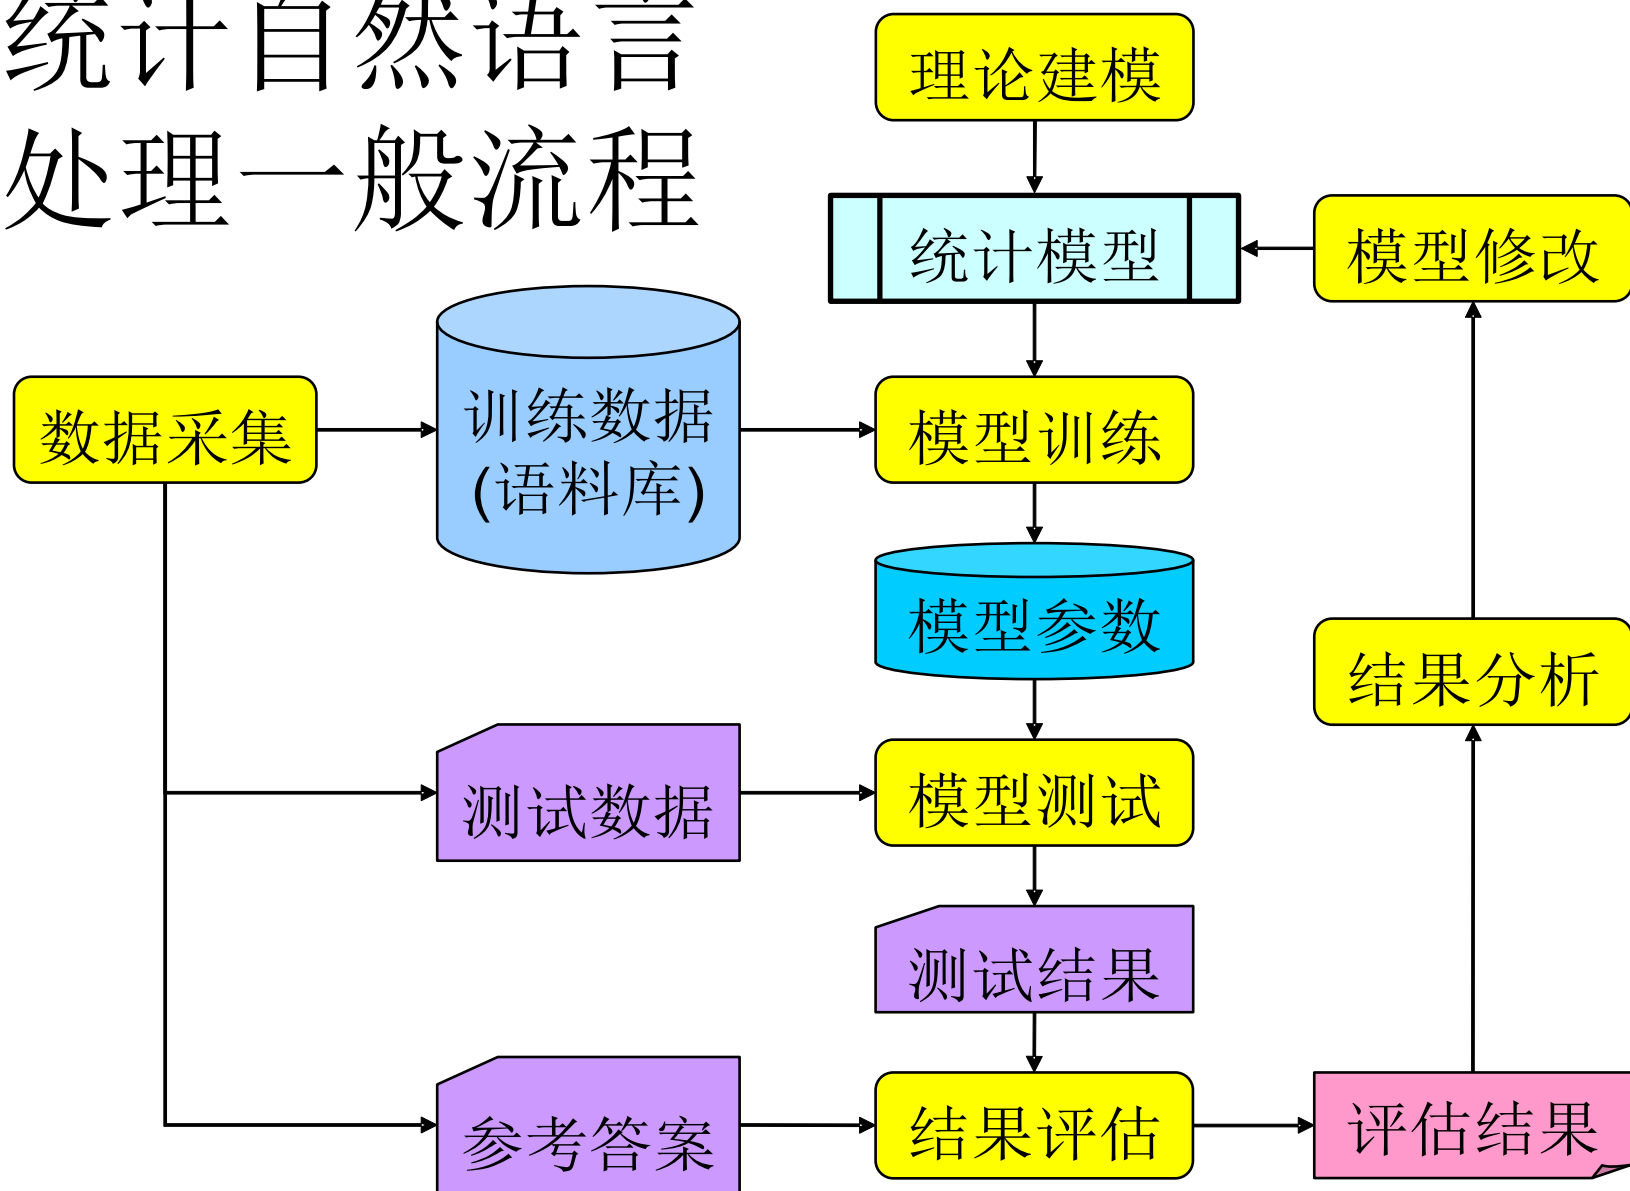 统计自然语言
处理一般流程
理论建模
统计模型
模型修改
数据采集
训练数据
(语料库)
模型训练
模型参数
结果分析
测试数据
模型测试
测试结果
参考答案
结果评估
评估结果